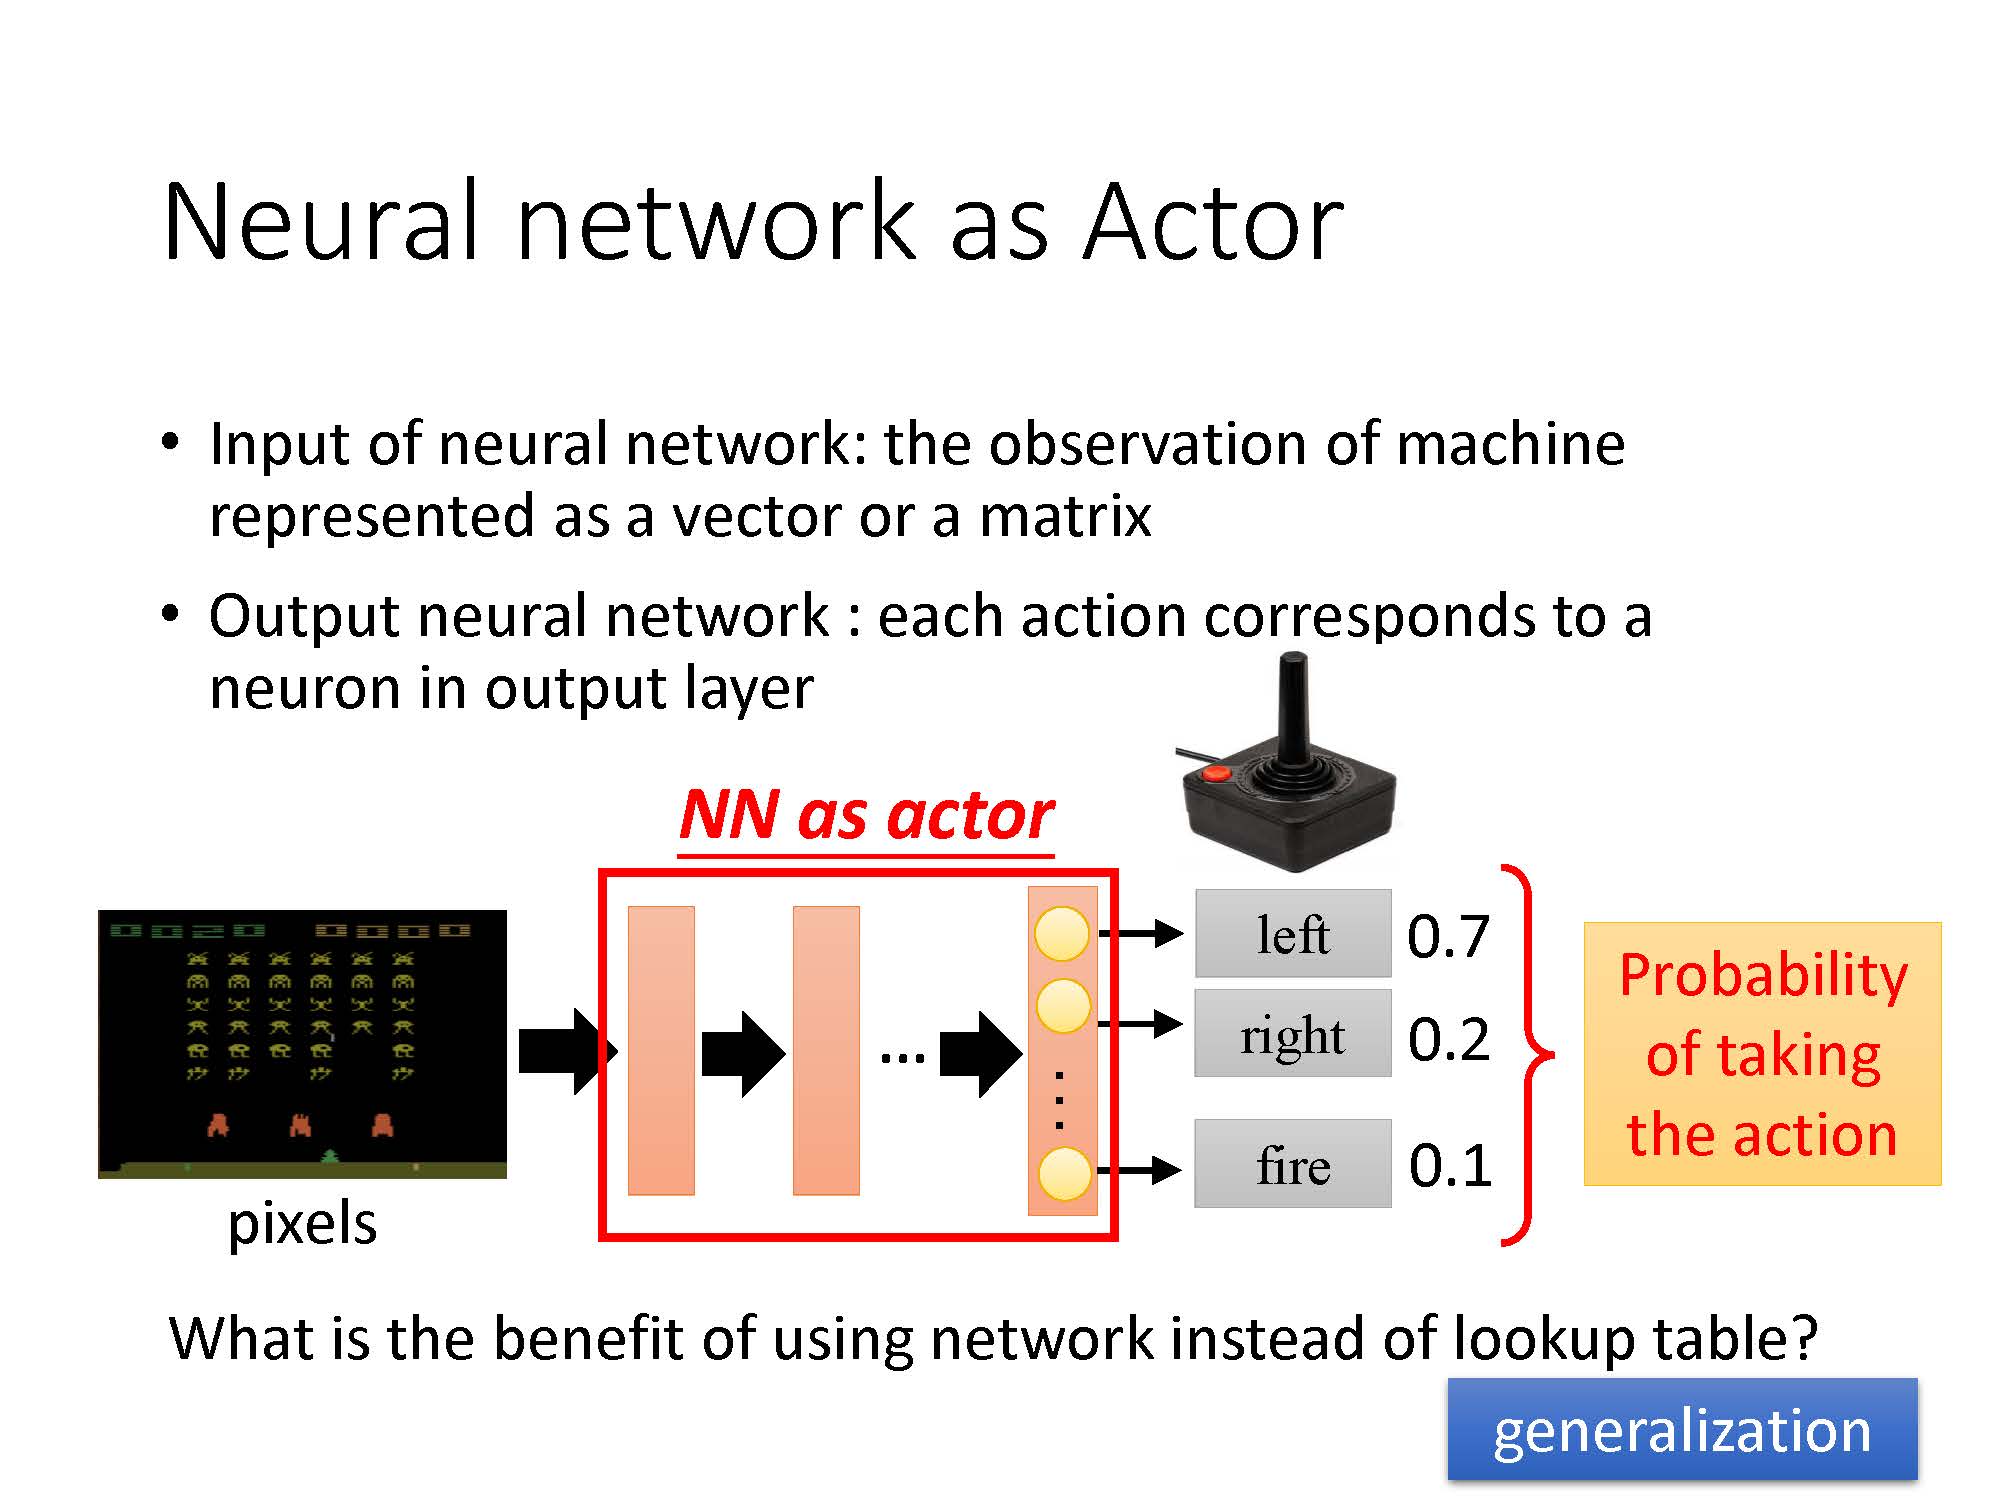 Neural network as Actor
• Input of neural network: the observation of machine
represented as a vector or a matrix
• Output neural network : each action corresponds to a
neuron in output layer
NN as actor
left 0.7
right 0.2
fire 0.1
...
Probability
of taking
the action
pixels
What is the benefit of using network instead of lookup table?
generalization